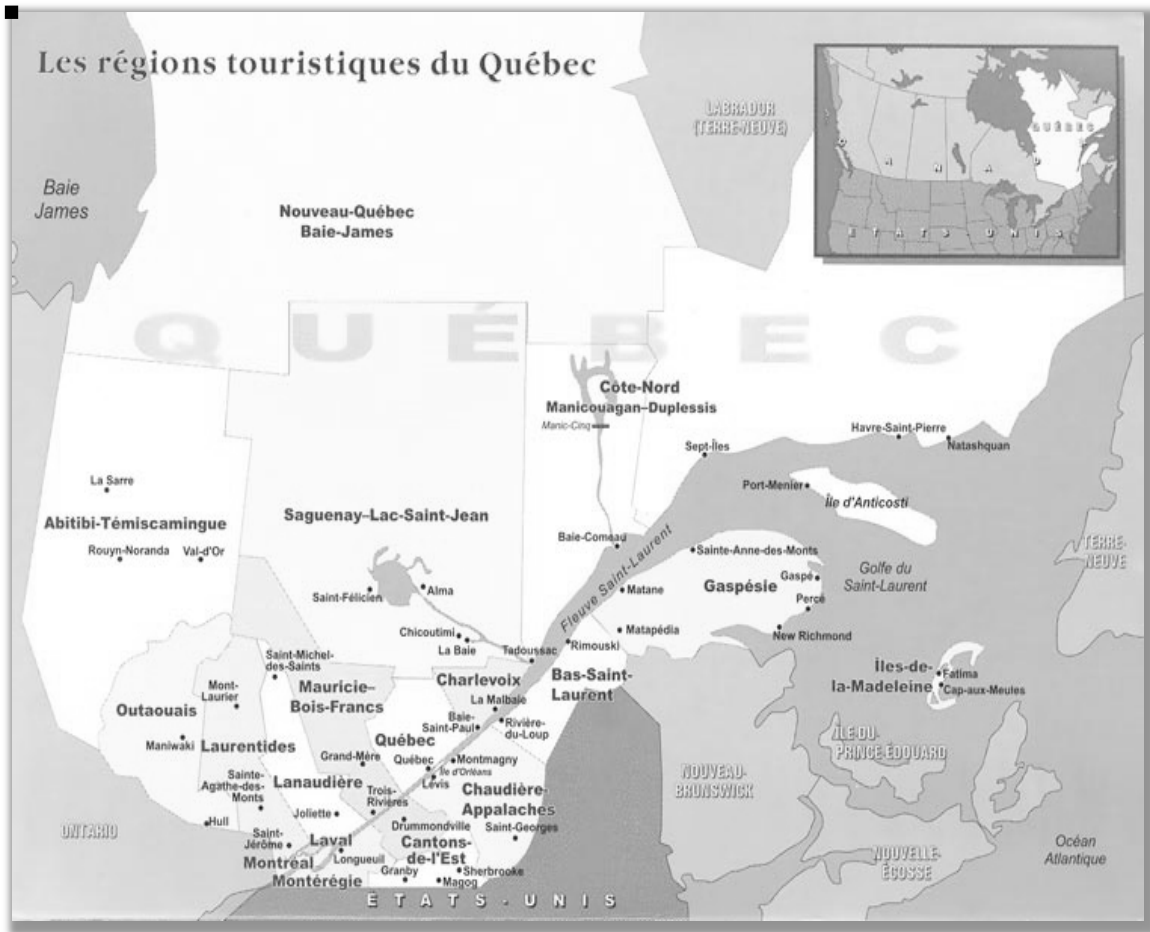 Les régions touristiques du Québec
LABRADOR
(TERRE-NEUVE)
QUÉBEC
CANADA
ÉTATS-UNIS
Baie
James
Nouveau-Québec
Baie-James
QUÉBEC
Côte-Nord
Manicouagan–Duplessis
Manic-Cinq
Havre-Saint-Pierre
Natashquan
Sept-Îles
Port-Menier
Île d'Anticosti
La Sarre
Abitibi-Témiscamingue
Rouyn-Noranda
Val-d'Or
Saguenay–Lac-Saint-Jean
Baie-Comeau
Fleuve Saint-Laurent
Sainte-Anne-des-Monts
Gaspésie
Gaspé
Golfe du
Saint-Laurent
TERRE-
NEUVE
Saint-Félicien
Alma
Matane
Percé
Chicoutimi
La Baie
Matapédia
New Richmond
Tadoussac
Rimouski
Saint-Michel-
des-Saints
Charlevoix
Bas-Saint-
Laurent
Îles-de-
la-Madeleine
Fatima
Cap-aux-Meules
Mont-
Laurier
Mauricie–
Bois-Francs
La Malbaie
Outaouais
Baie-
Saint-Paul
Rivière-
du-Loup
Maniwaki
Laurentides
Québec
ÎLE-DU-
PRINCE-ÉDOUARD
Grand-Mère
Québec
Montmagny
Île d'Orléans
Lévis
NOUVEAU-
BRUNSWICK
Sainte-
Agathe-des-
Monts
Lanaudière
Trois-
Rivières
Chaudière-
Appalaches
Joliette
Hull
ONTARIO
Drummondville
Saint-Georges
Saint-
Jérôme
Laval
Cantons-
de-l'Est
Montréal
Longueuil
Montérégie
Granby
Magog
Sherbrooke
NOUVELLE-
ÉCOSSE
Océan
Atlantique
ÉTATS-UNIS